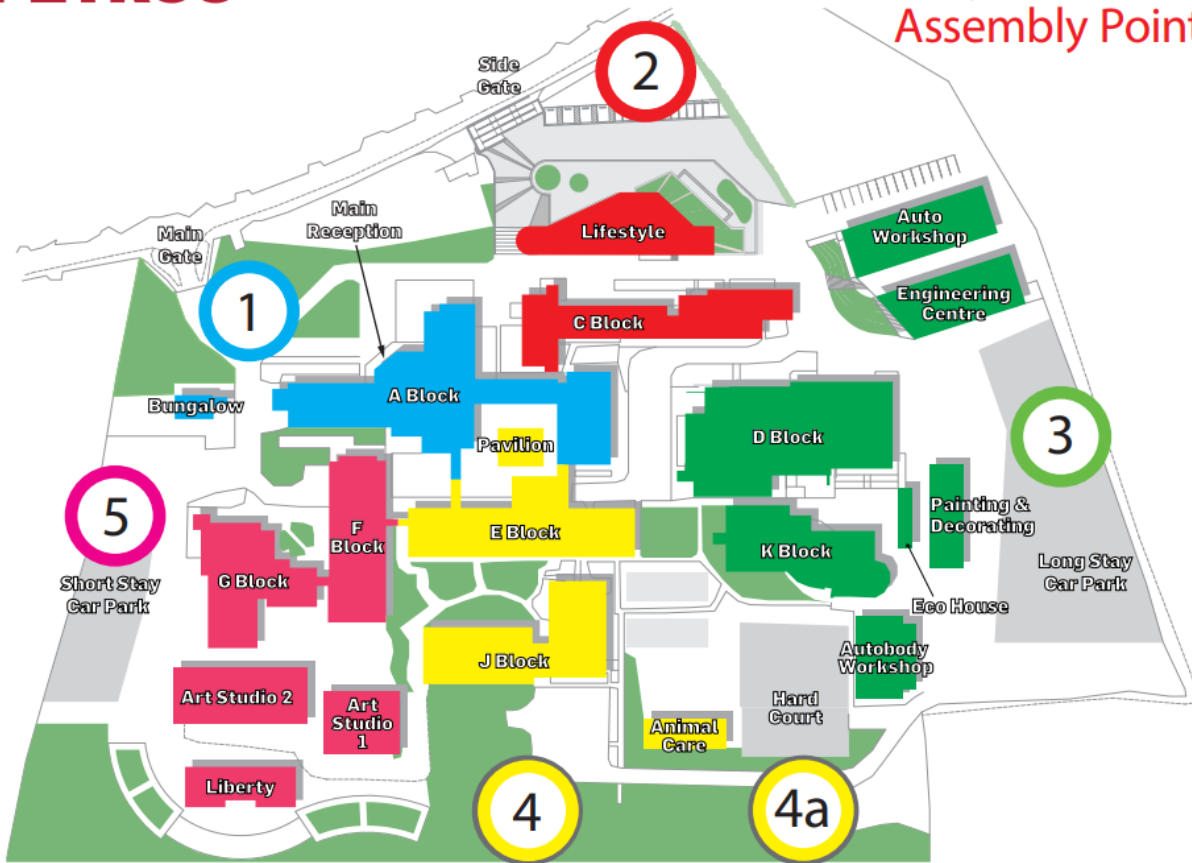 Assembly Point
2
Side
Gate
Main
Reception
Main
Gate
Lifestyle
Auto
Workshop
1
Engineering
Centre
C Block
A Block
Bungalow
Pavilion
D Block
3
5
F
Block
E Block
Painting &
Decorating
K Block
G Block
Short Stay
Car Park
Long Stay
Car Park
Eco House
J Block
Autobody
Workshop
Art Studio 2
Art
Studio
1
Hard
Court
Animal
Care
Liberty
4
4a